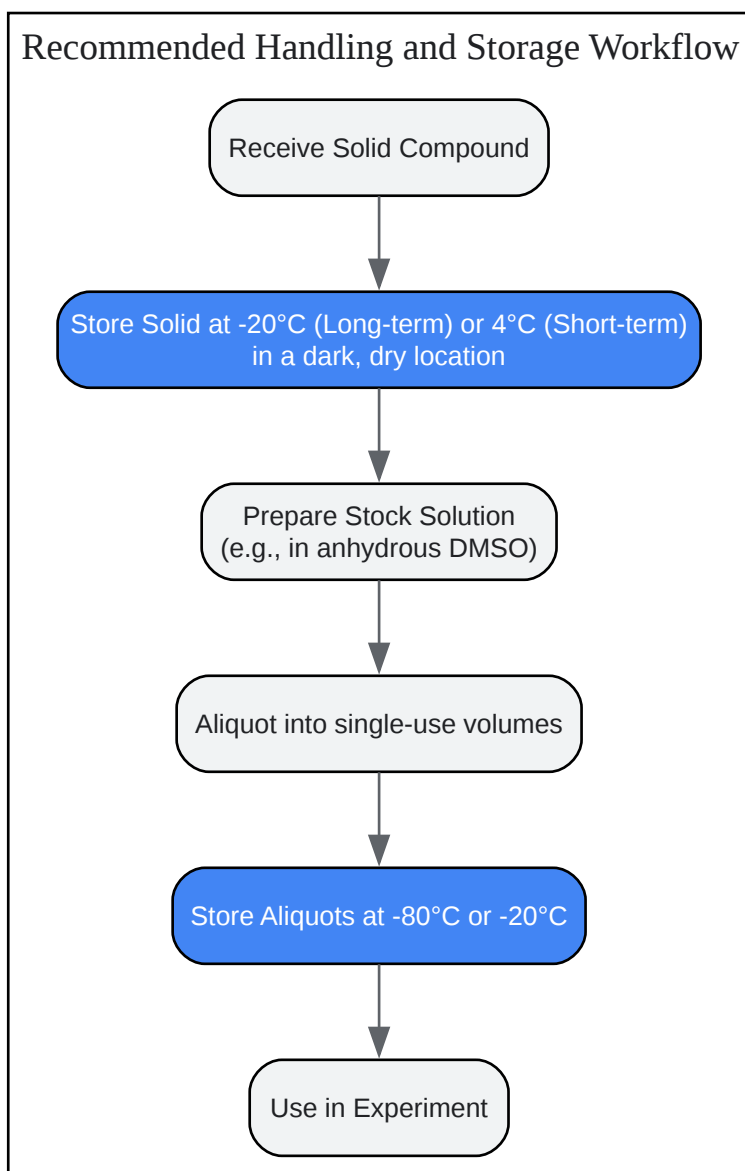 Recommended Handling and Storage Workflow
Receive Solid Compound
Store Solid at -20°C (Long-term) or 4°C (Short-term)
in a dark, dry location
Prepare Stock Solution
(e.g., in anhydrous DMSO)
Aliquot into single-use volumes
Store Aliquots at -80°C or -20°C
Use in Experiment